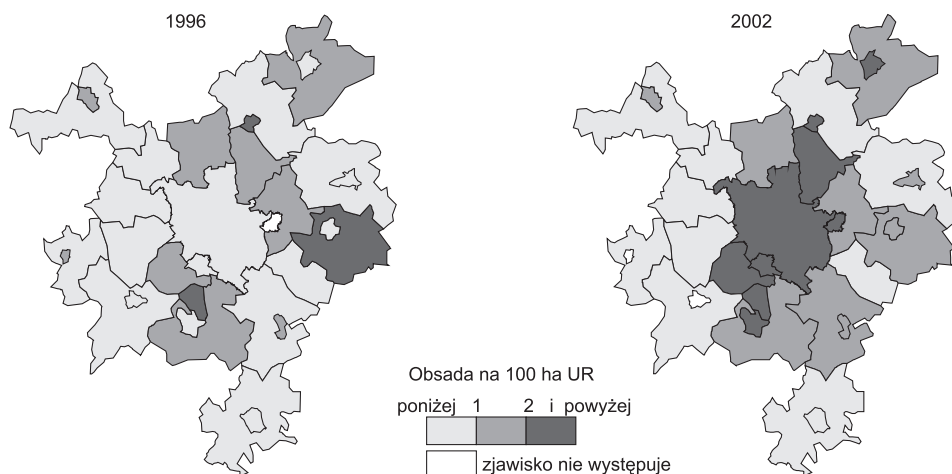 1996
2002
Obsada na 100 ha UR
poniżej 1 2 i powyżej
zjawisko nie występuje